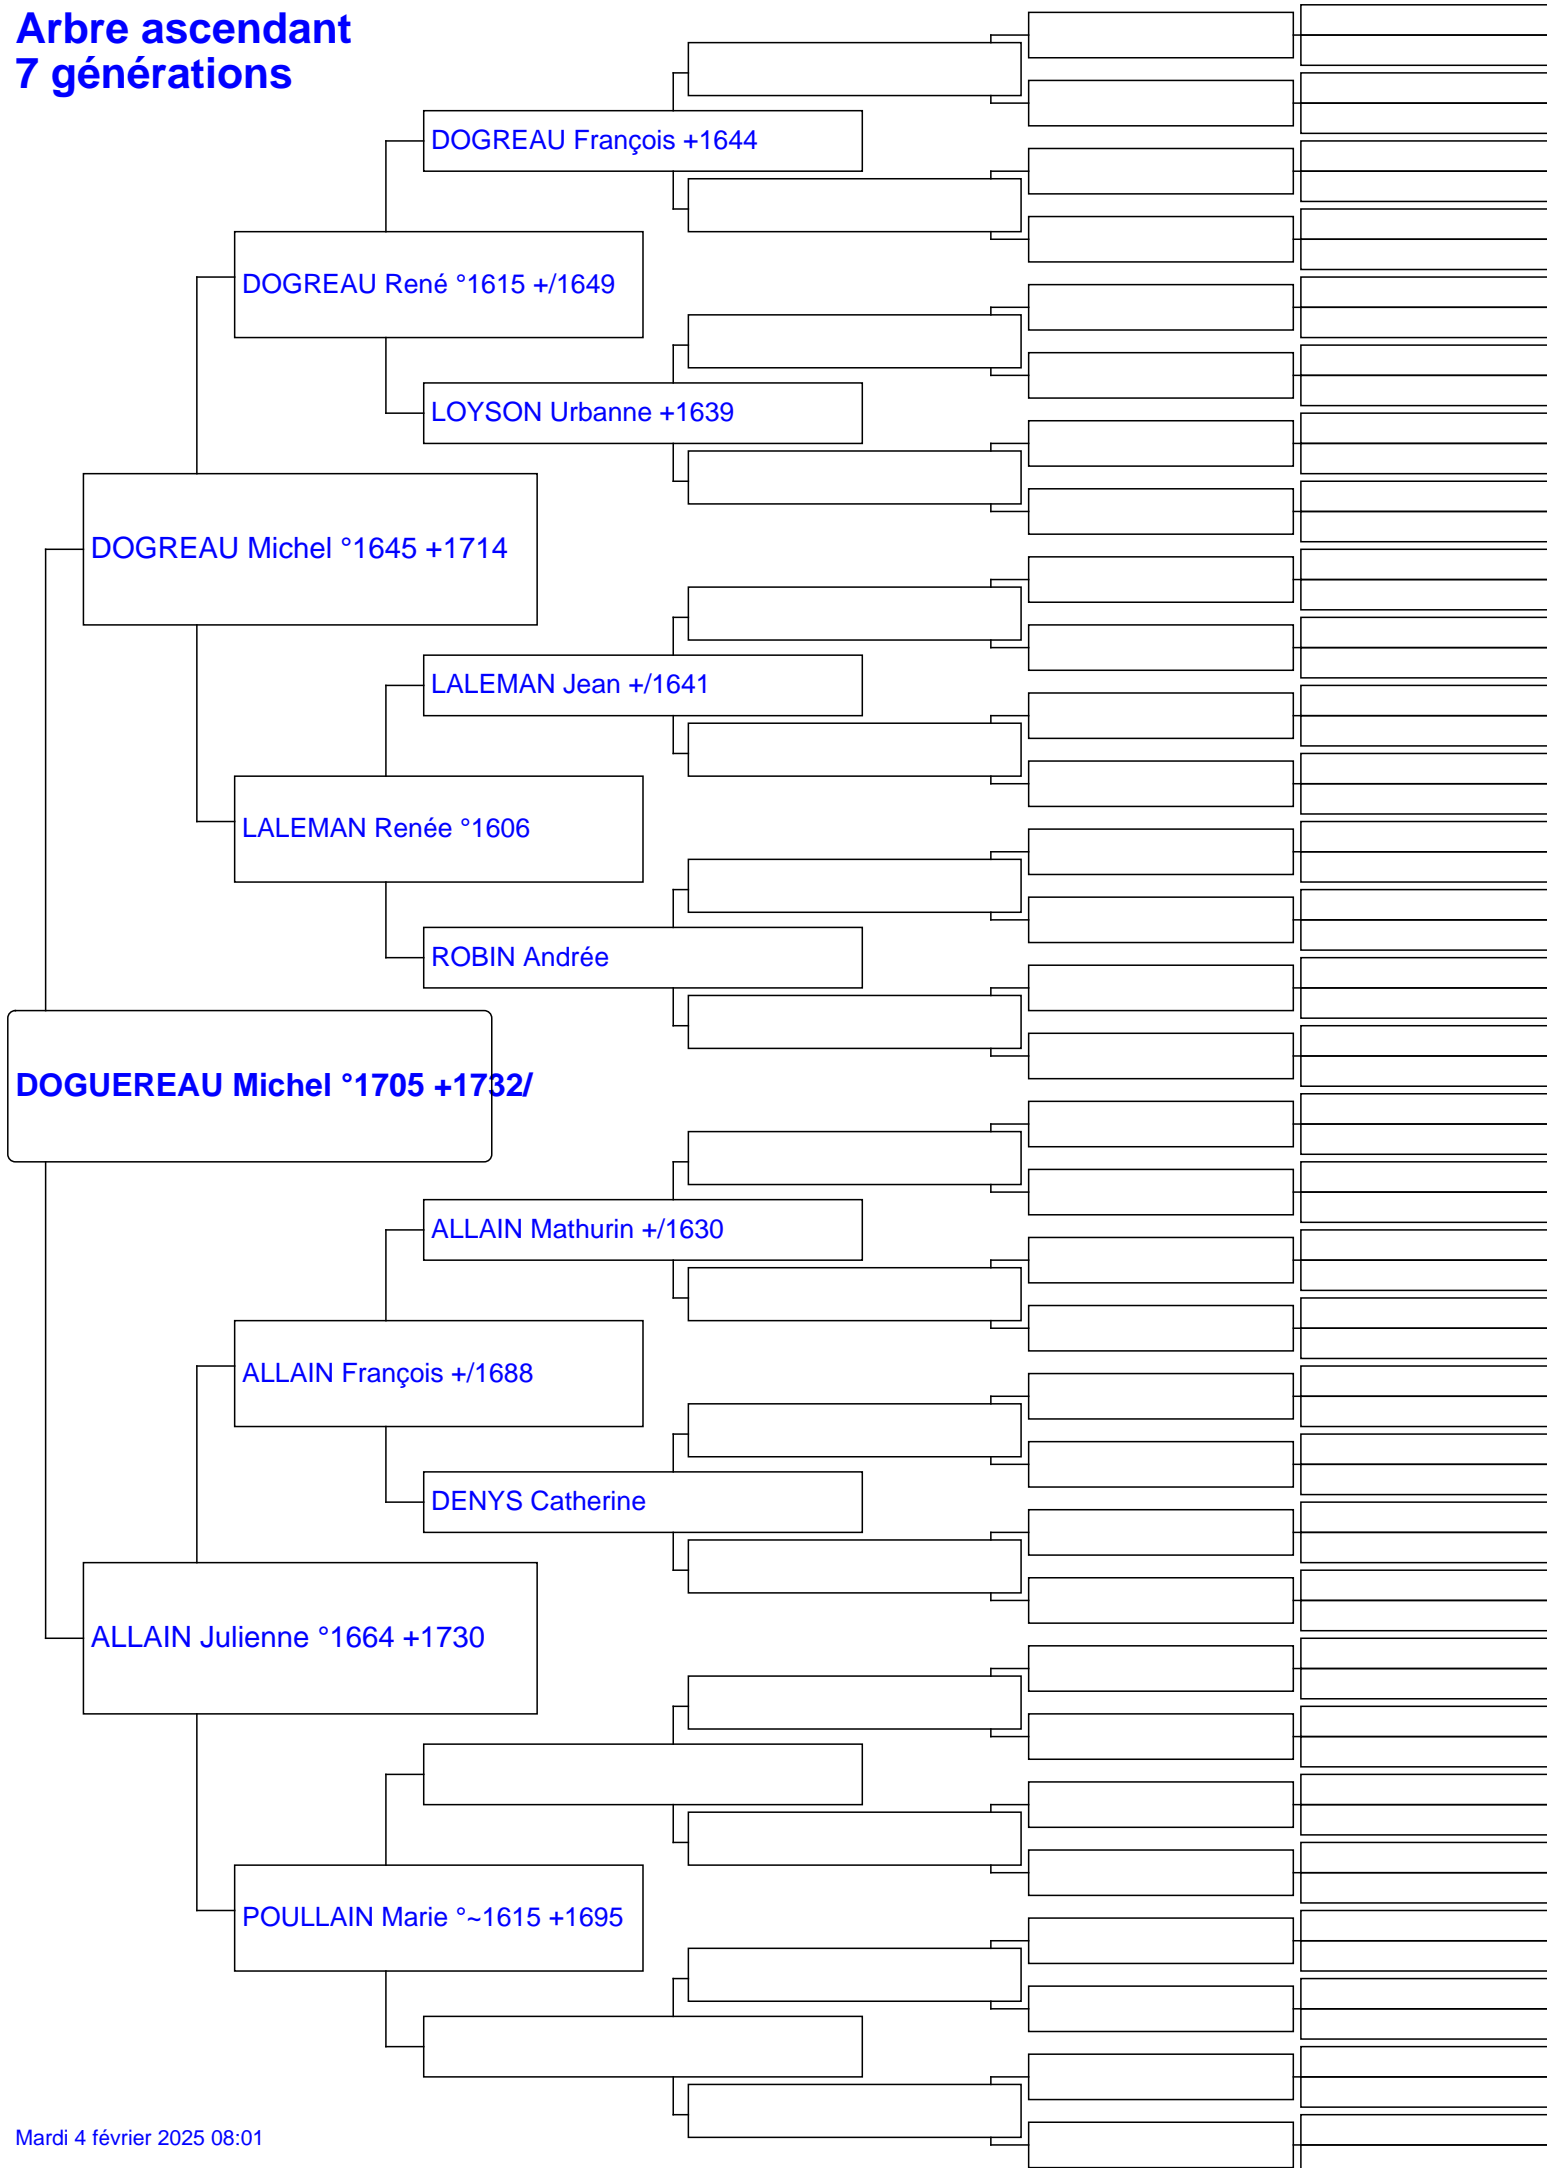 Arbre ascendant
7 générations
DOGREAU François +1644
DOGREAU René °1615 +/1649
LOYSON Urbanne +1639
DOGREAU Michel °1645 +1714
LALEMAN Jean +/1641
LALEMAN Renée °1606
ROBIN Andrée
DOGUEREAU Michel °1705 +1732/
ALLAIN Mathurin +/1630
ALLAIN François +/1688
DENYS Catherine
ALLAIN Julienne °1664 +1730
POULLAIN Marie °~1615 +1695
Mardi 4 février 2025 08:01